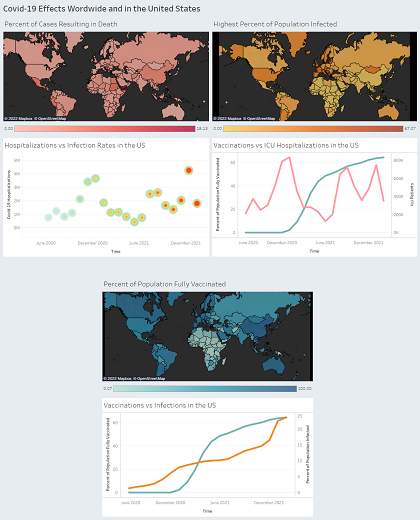 Covid-19 Effects Wordwide and in the United States
Percent of Cases Resulting in Death
Highest Percent of Population Infected
© 2022 Mapbox © OpenStreetMap
© 2022 Mapbox © OpenStreetMap
0.00
18.13
0.00
67.07
Hospitalizations vs Infection Rates in the US
Vaccinations vs ICU Hospitalizations in the US
Covid 19 Hospitalizations
5M
4M
3M
2M
1M
0M
June 2020
December 2020
June 2021
December 2021
Time
Percent of Population Fully Vaccinated
60
40
20
0
800K
600K
400K
200K
0K
Icu Patients
June 2020
December 2020
June 2021
December 2021
Time
Percent of Population Fully Vaccinated
© 2022 Mapbox © OpenStreetMap
0.07
100.00
Vaccinations vs Infections in the US
Percent of Population Fully Vaccinated
60
40
20
0
25
20
15
10
5
0
Percent of Population Infected
June 2020
December 2020
June 2021
December 2021
Time